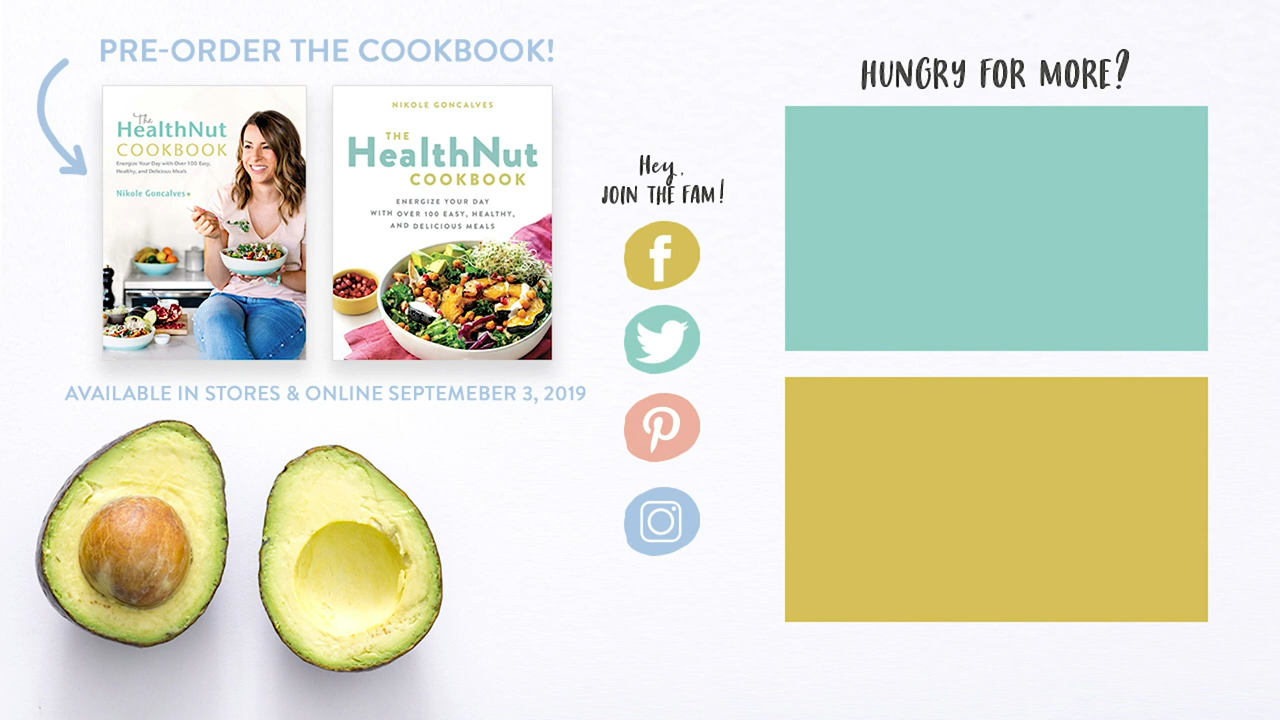 PRE-ORDER THE COOKBOOK!
The
HealthNut
COOKBOOK
Energize Your Day with Over 100 Easy,
Healthy, and Delicious Meals
Nikole Goncalves
NIKOLE GONCALVES
THE
HealthNut
COOKBOOK
ENERGIZE YOUR DAY
WITH OVER 100 EASY, HEALTHY,
AND DELICIOUS MEALS
AVAILABLE IN STORES & ONLINE SEPTEMEBER 3, 2019
Hey,
JOIN THE FAM!
HUNGRY FOR MORE?